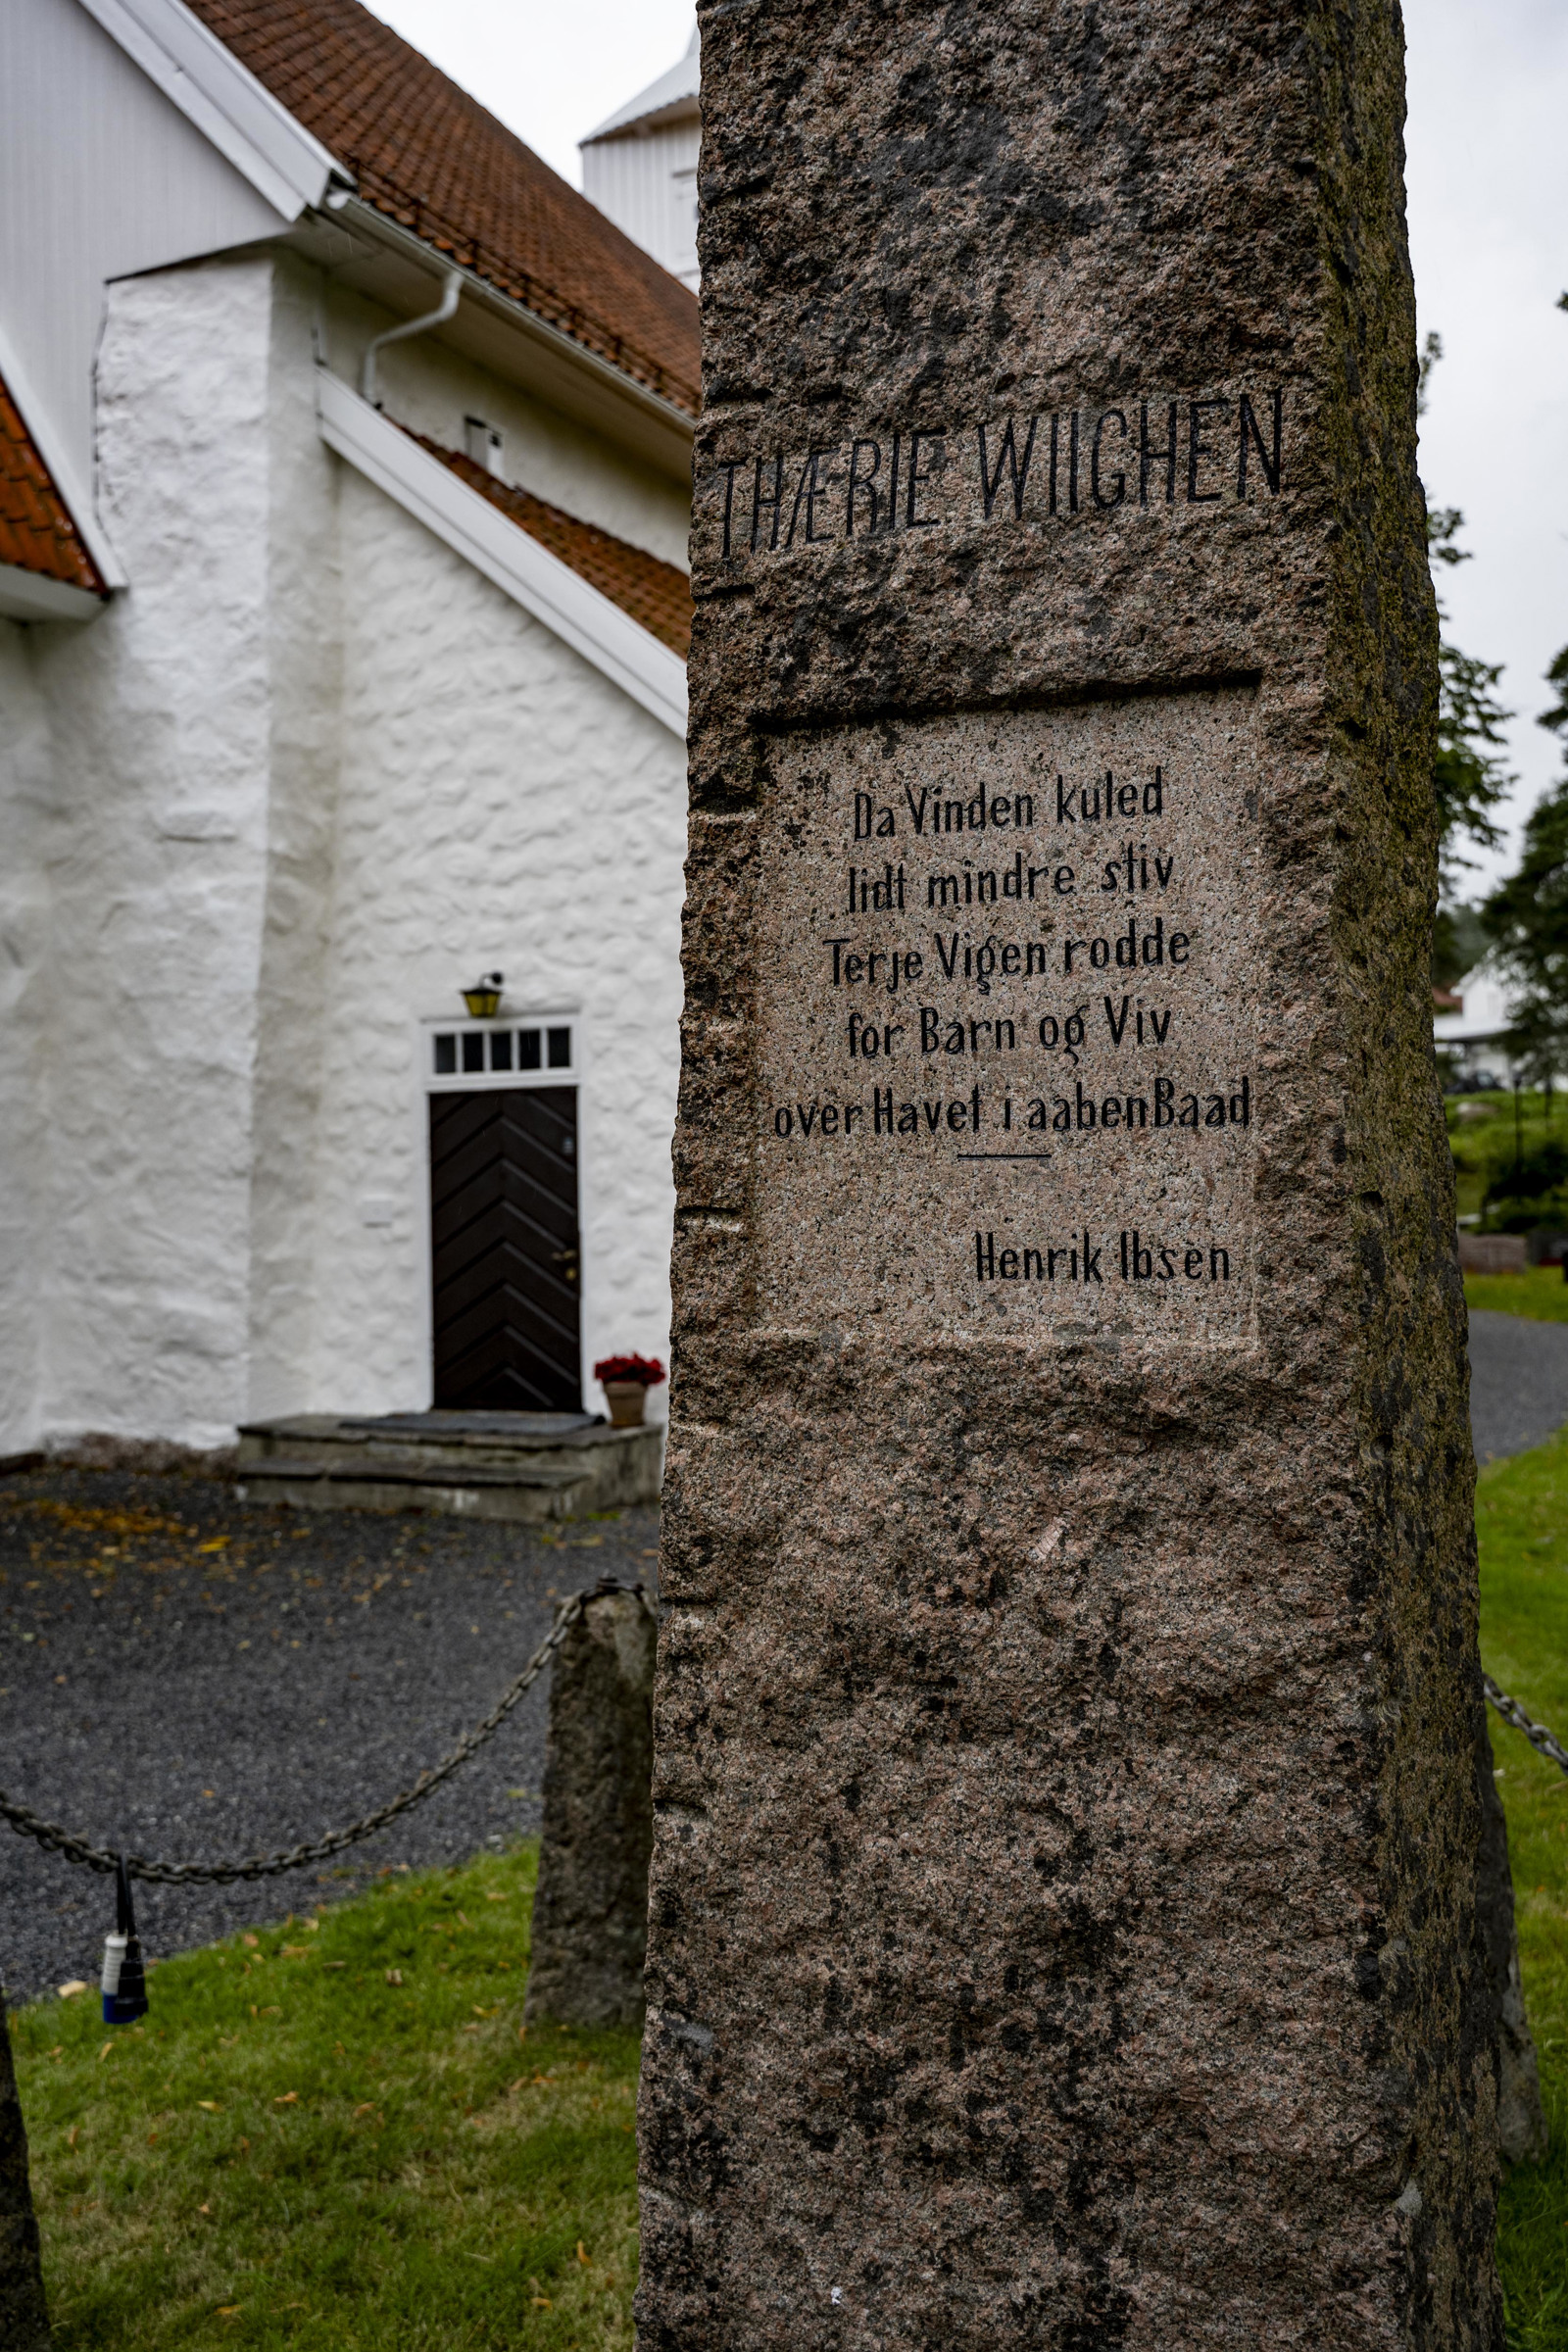 THÆRIE WIIGHEN
Da Vinden kuled
lidt mindre stiv
Terje Vigen rodde
for Barn og Viv
over Havet i aaben Baad
Henrik Ibsen